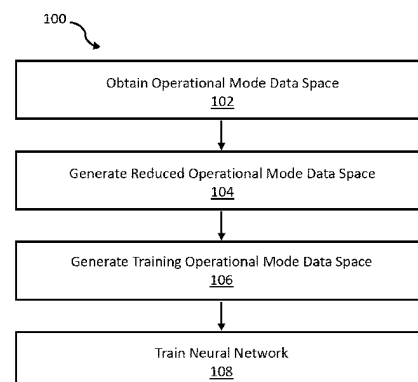 100
Obtain Operational Mode Data Space
102
Generate Reduced Operational Mode Data Space
104
Generate Training Operational Mode Data Space
106
Train Neural Network
108